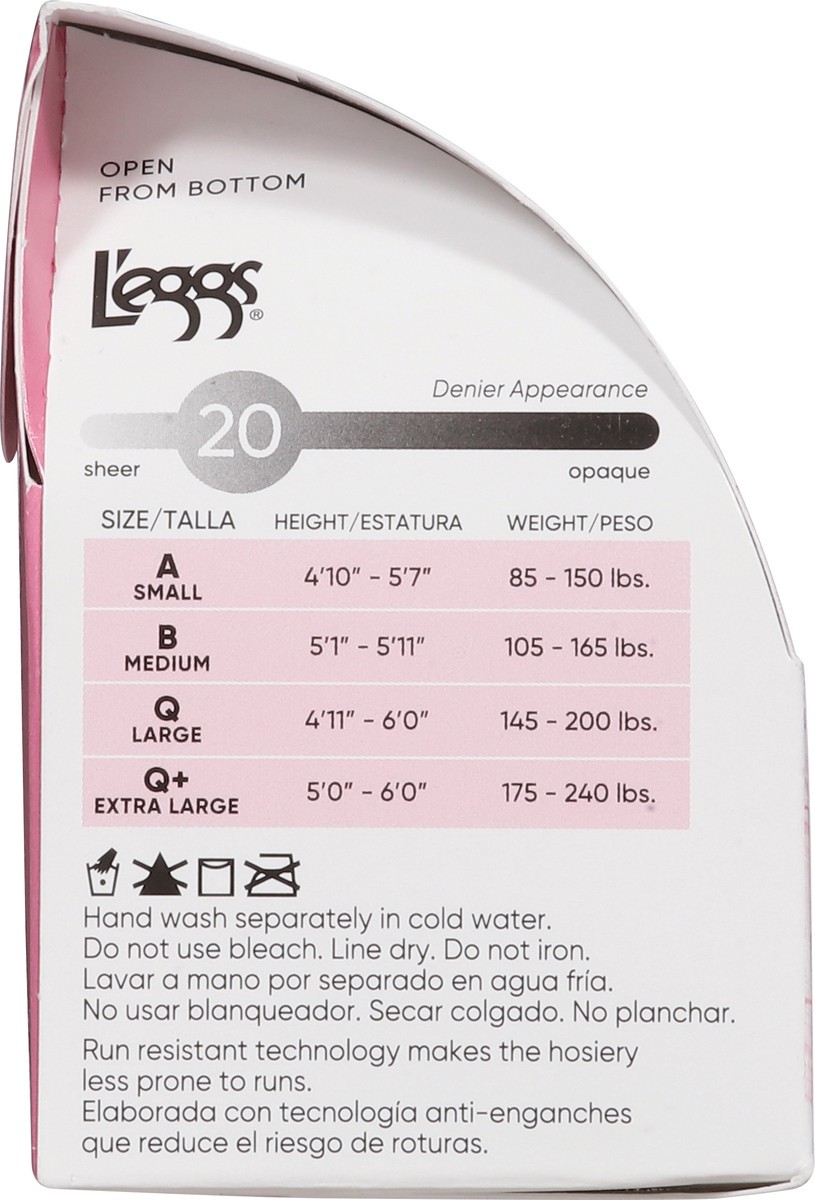 OPEN
FROM BOTTOM
L'eggs®
Denier Appearance
20
sheer opaque
SIZE/TALLA HEIGHT/ESTATURA WEIGHT/PESO
A 4'10" - 5'7" 85 - 150 lbs.
SMALL
B 5'1" - 5'11" 105 - 165 lbs.
MEDIUM
Q 4'11" - 6'0" 145 - 200 lbs.
LARGE
Q+ 5'0" - 6'0" 175 - 240 lbs.
EXTRA LARGE
Hand wash separately in cold water.
Do not use bleach. Line dry. Do not iron.
Lavar a mano por separado en agua fría.
No usar blanqueador. Secar colgado. No planchar.
Run resistant technology makes the hosiery
less prone to runs.
Elaborada con tecnología anti-enganches
que reduce el riesgo de roturas.